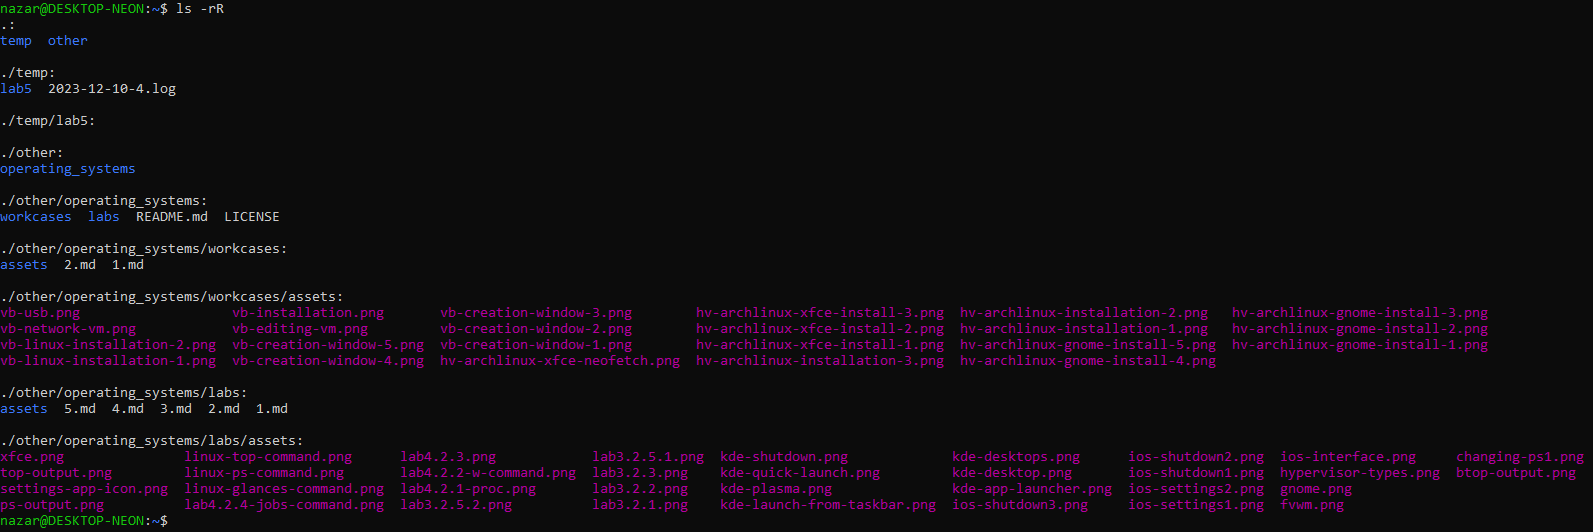 nazar@DESKTOP-NEON:~$ ls -rR
.:
temp  other

./temp:
lab5  2023-12-10-4.log

./temp/lab5:

./other:
operating_systems

./other/operating_systems:
workcases  labs  README.md  LICENSE

./other/operating_systems/workcases:
assets  2.md  1.md

./other/operating_systems/workcases/assets:
vb-usb.png                   vb-installation.png       vb-creation-window-3.png        hv-archlinux-xfce-install-3.png  hv-archlinux-installation-2.png   hv-archlinux-gnome-install-3.png
vb-network-vm.png            vb-editing-vm.png         vb-creation-window-2.png        hv-archlinux-xfce-install-2.png  hv-archlinux-installation-1.png   hv-archlinux-gnome-install-2.png
vb-linux-installation-2.png  vb-creation-window-5.png  vb-creation-window-1.png        hv-archlinux-xfce-install-1.png  hv-archlinux-gnome-install-5.png  hv-archlinux-gnome-install-1.png
vb-linux-installation-1.png  vb-creation-window-4.png  hv-archlinux-xfce-neofetch.png  hv-archlinux-installation-3.png  hv-archlinux-gnome-install-4.png

./other/operating_systems/labs:
assets  5.md  4.md  3.md  2.md  1.md

./other/operating_systems/labs/assets:
xfce.png               linux-top-command.png      lab4.2.3.png            lab3.2.5.1.png  kde-shutdown.png             kde-desktops.png      ios-shutdown2.png  ios-interface.png     changing-ps1.png
top-output.png         linux-ps-command.png       lab4.2.2-w-command.png  lab3.2.3.png    kde-quick-launch.png         kde-desktop.png       ios-shutdown1.png  hypervisor-types.png  btop-output.png
settings-app-icon.png  linux-glances-command.png  lab4.2.1-proc.png       lab3.2.2.png    kde-plasma.png               kde-app-launcher.png  ios-settings2.png  gnome.png
ps-output.png          lab4.2.4-jobs-command.png  lab3.2.5.2.png          lab3.2.1.png    kde-launch-from-taskbar.png  ios-shutdown3.png     ios-settings1.png  fvwm.png
nazar@DESKTOP-NEON:~$